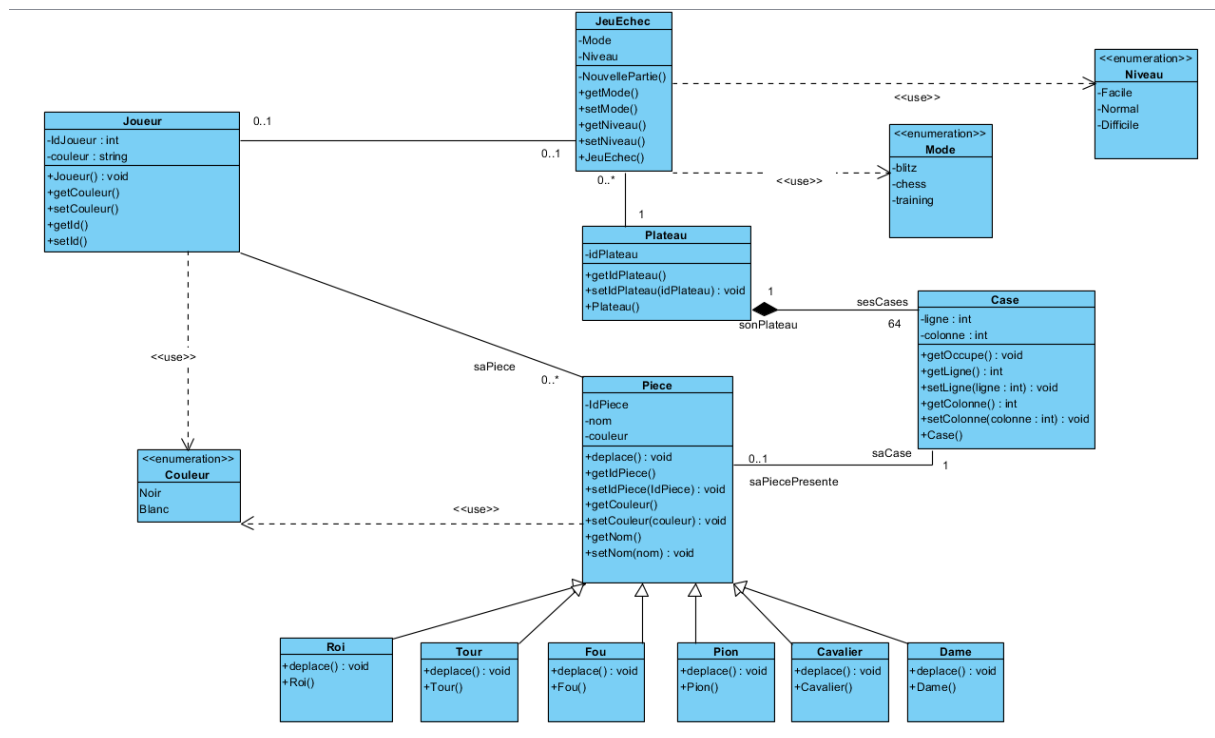 JeuEchec
-Mode
-Niveau
-NouvellePartie()
+getMode()
+setMode()
+getNiveau()
+setNiveau()
+JeuEchec()
<<enumeration>>
Niveau
-Facile
-Normal
-Difficile
<<use>>
<<enumeration>>
Mode
-blitz
-chess
-training
<<use>>
Joueur
-IdJoueur : int
-couleur : string
+Joueur() : void
+getCouleur()
+setCouleur()
+getId()
+setId()
0..1
0..1
0..*
1
Plateau
-idPlateau
+getIdPlateau()
+setIdPlateau(idPlateau) : void
+Plateau()
1
sonPlateau
sesCases
64
Case
-ligne : int
-colonne : int
+getOccupe() : void
+getLigne() : int
+setLigne(ligne : int) : void
+getColonne() : int
+setColonne(colonne : int) : void
+Case()
<<use>>
saPiece
0..*
Piece
-IdPiece
-nom
-couleur
+deplace() : void
+getIdPiece()
+setIdPiece(IdPiece) : void
+getCouleur()
+setCouleur(couleur) : void
+getNom()
+setNom(nom) : void
0..1
saPiecePresente
saCase
1
<<enumeration>>
Couleur
Noir
Blanc
<<use>>
Roi
+deplace() : void
+Roi()
Tour
+deplace() : void
+Tour()
Fou
+deplace() : void
+Fou()
Pion
+deplace() : void
+Pion()
Cavalier
+deplace() : void
+Cavalier()
Dame
+deplace() : void
+Dame()